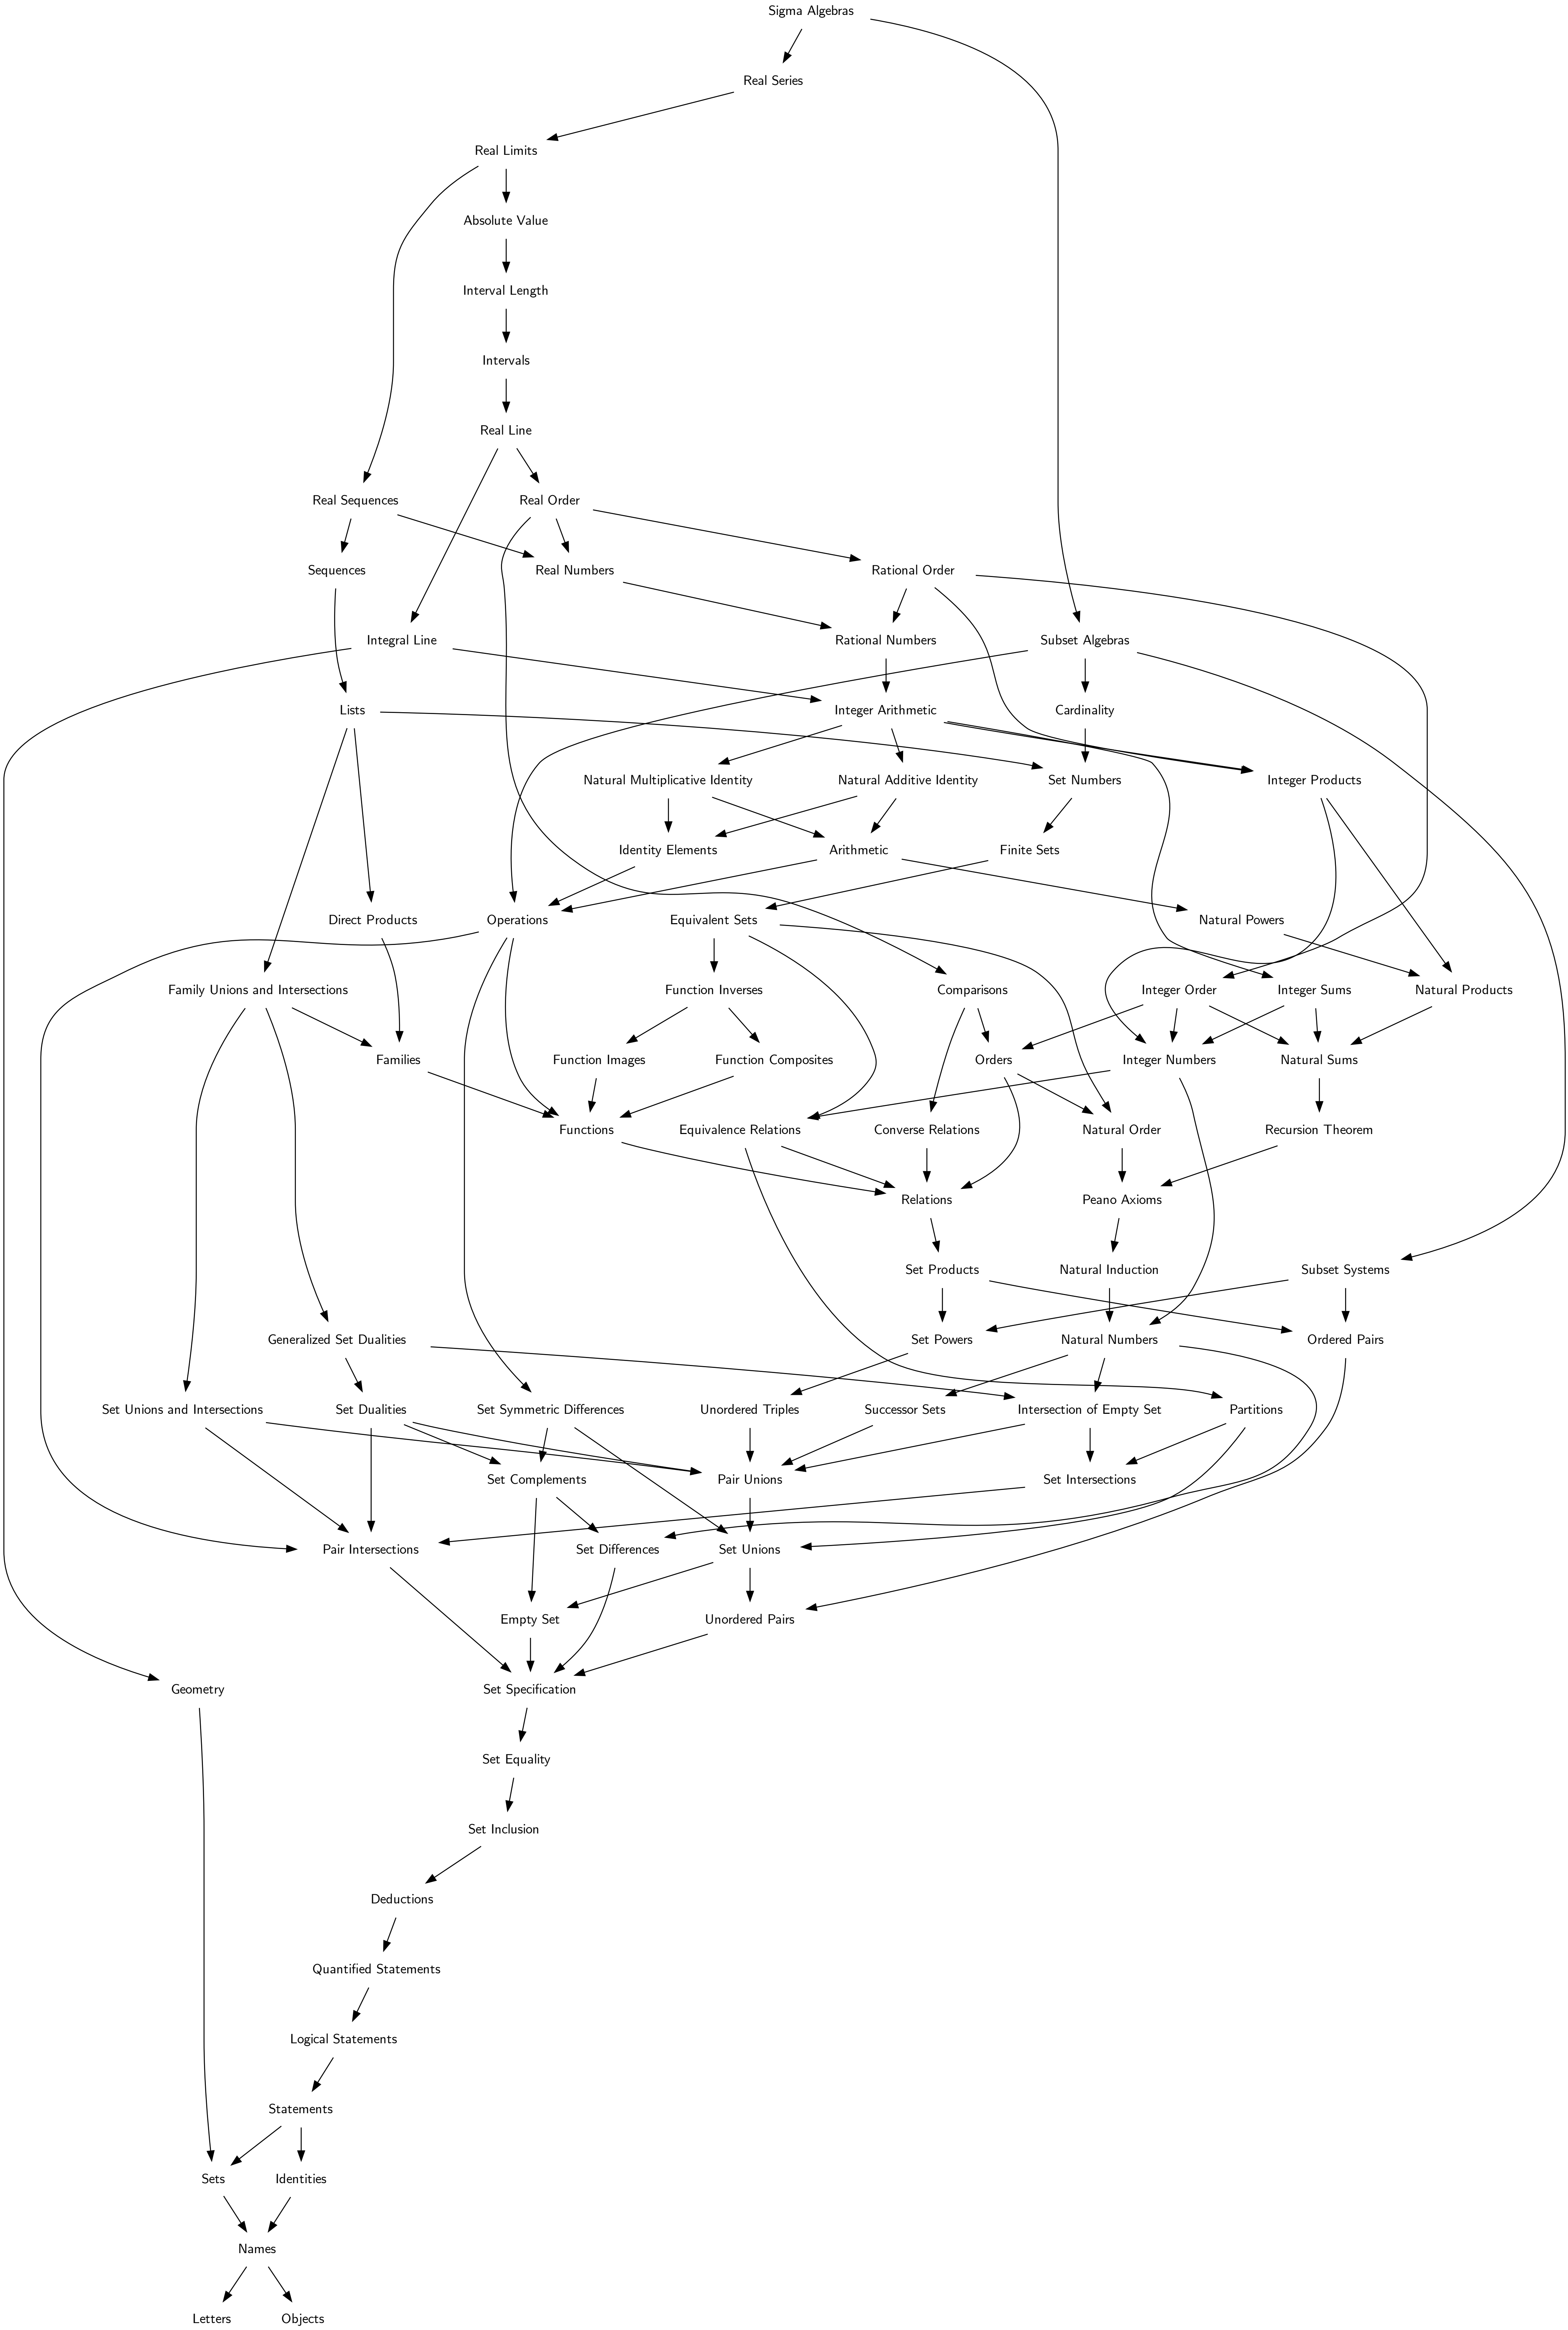 Sigma Algebras
Real Series
Real Limits
Absolute Value
Interval Length
Intervals
Real Line
Real Sequences
Real Order
Sequences
Real Numbers
Rational Order
Integral Line
Rational Numbers
Subset Algebras
Lists
Integer Arithmetic
Cardinality
Natural Multiplicative Identity
Natural Additive Identity
Set Numbers
Integer Products
Identity Elements
Arithmetic
Finite Sets
Direct Products
Operations
Equivalent Sets
Natural Powers
Family Unions and Intersections
Function Inverses
Comparisons
Integer Order
Integer Sums
Natural Products
Families
Function Images
Function Composites
Orders
Integer Numbers
Natural Sums
Functions
Equivalence Relations
Converse Relations
Natural Order
Recursion Theorem
Relations
Peano Axioms
Set Products
Natural Induction
Subset Systems
Generalized Set Dualities
Set Powers
Natural Numbers
Ordered Pairs
Set Unions and Intersections
Set Dualities
Set Symmetric Differences
Unordered Triples
Successor Sets
Intersection of Empty Set
Partitions
Set Complements
Pair Unions
Set Intersections
Pair Intersections
Set Differences
Set Unions
Empty Set
Unordered Pairs
Geometry
Set Specification
Set Equality
Set Inclusion
Deductions
Quantified Statements
Logical Statements
Statements
Sets
Identities
Names
Letters
Objects